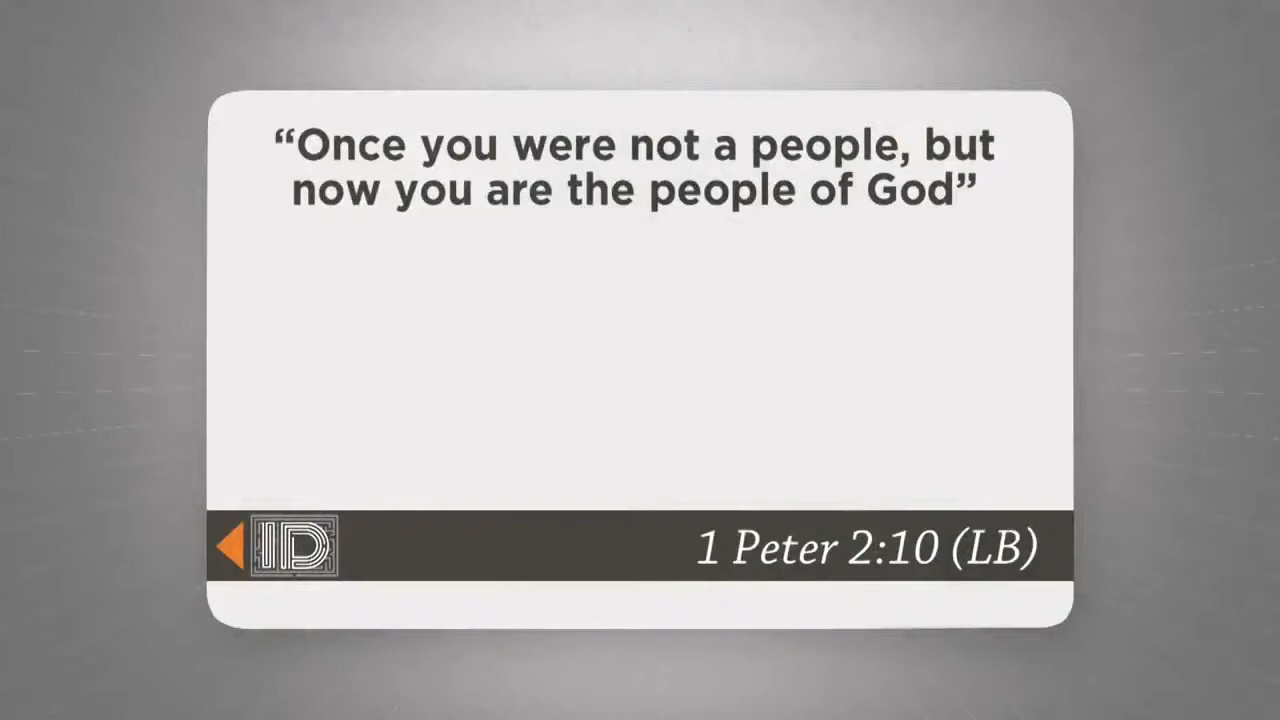 “Once you were not a people, but
now you are the people of God”
ID
1 Peter 2:10 (LB)